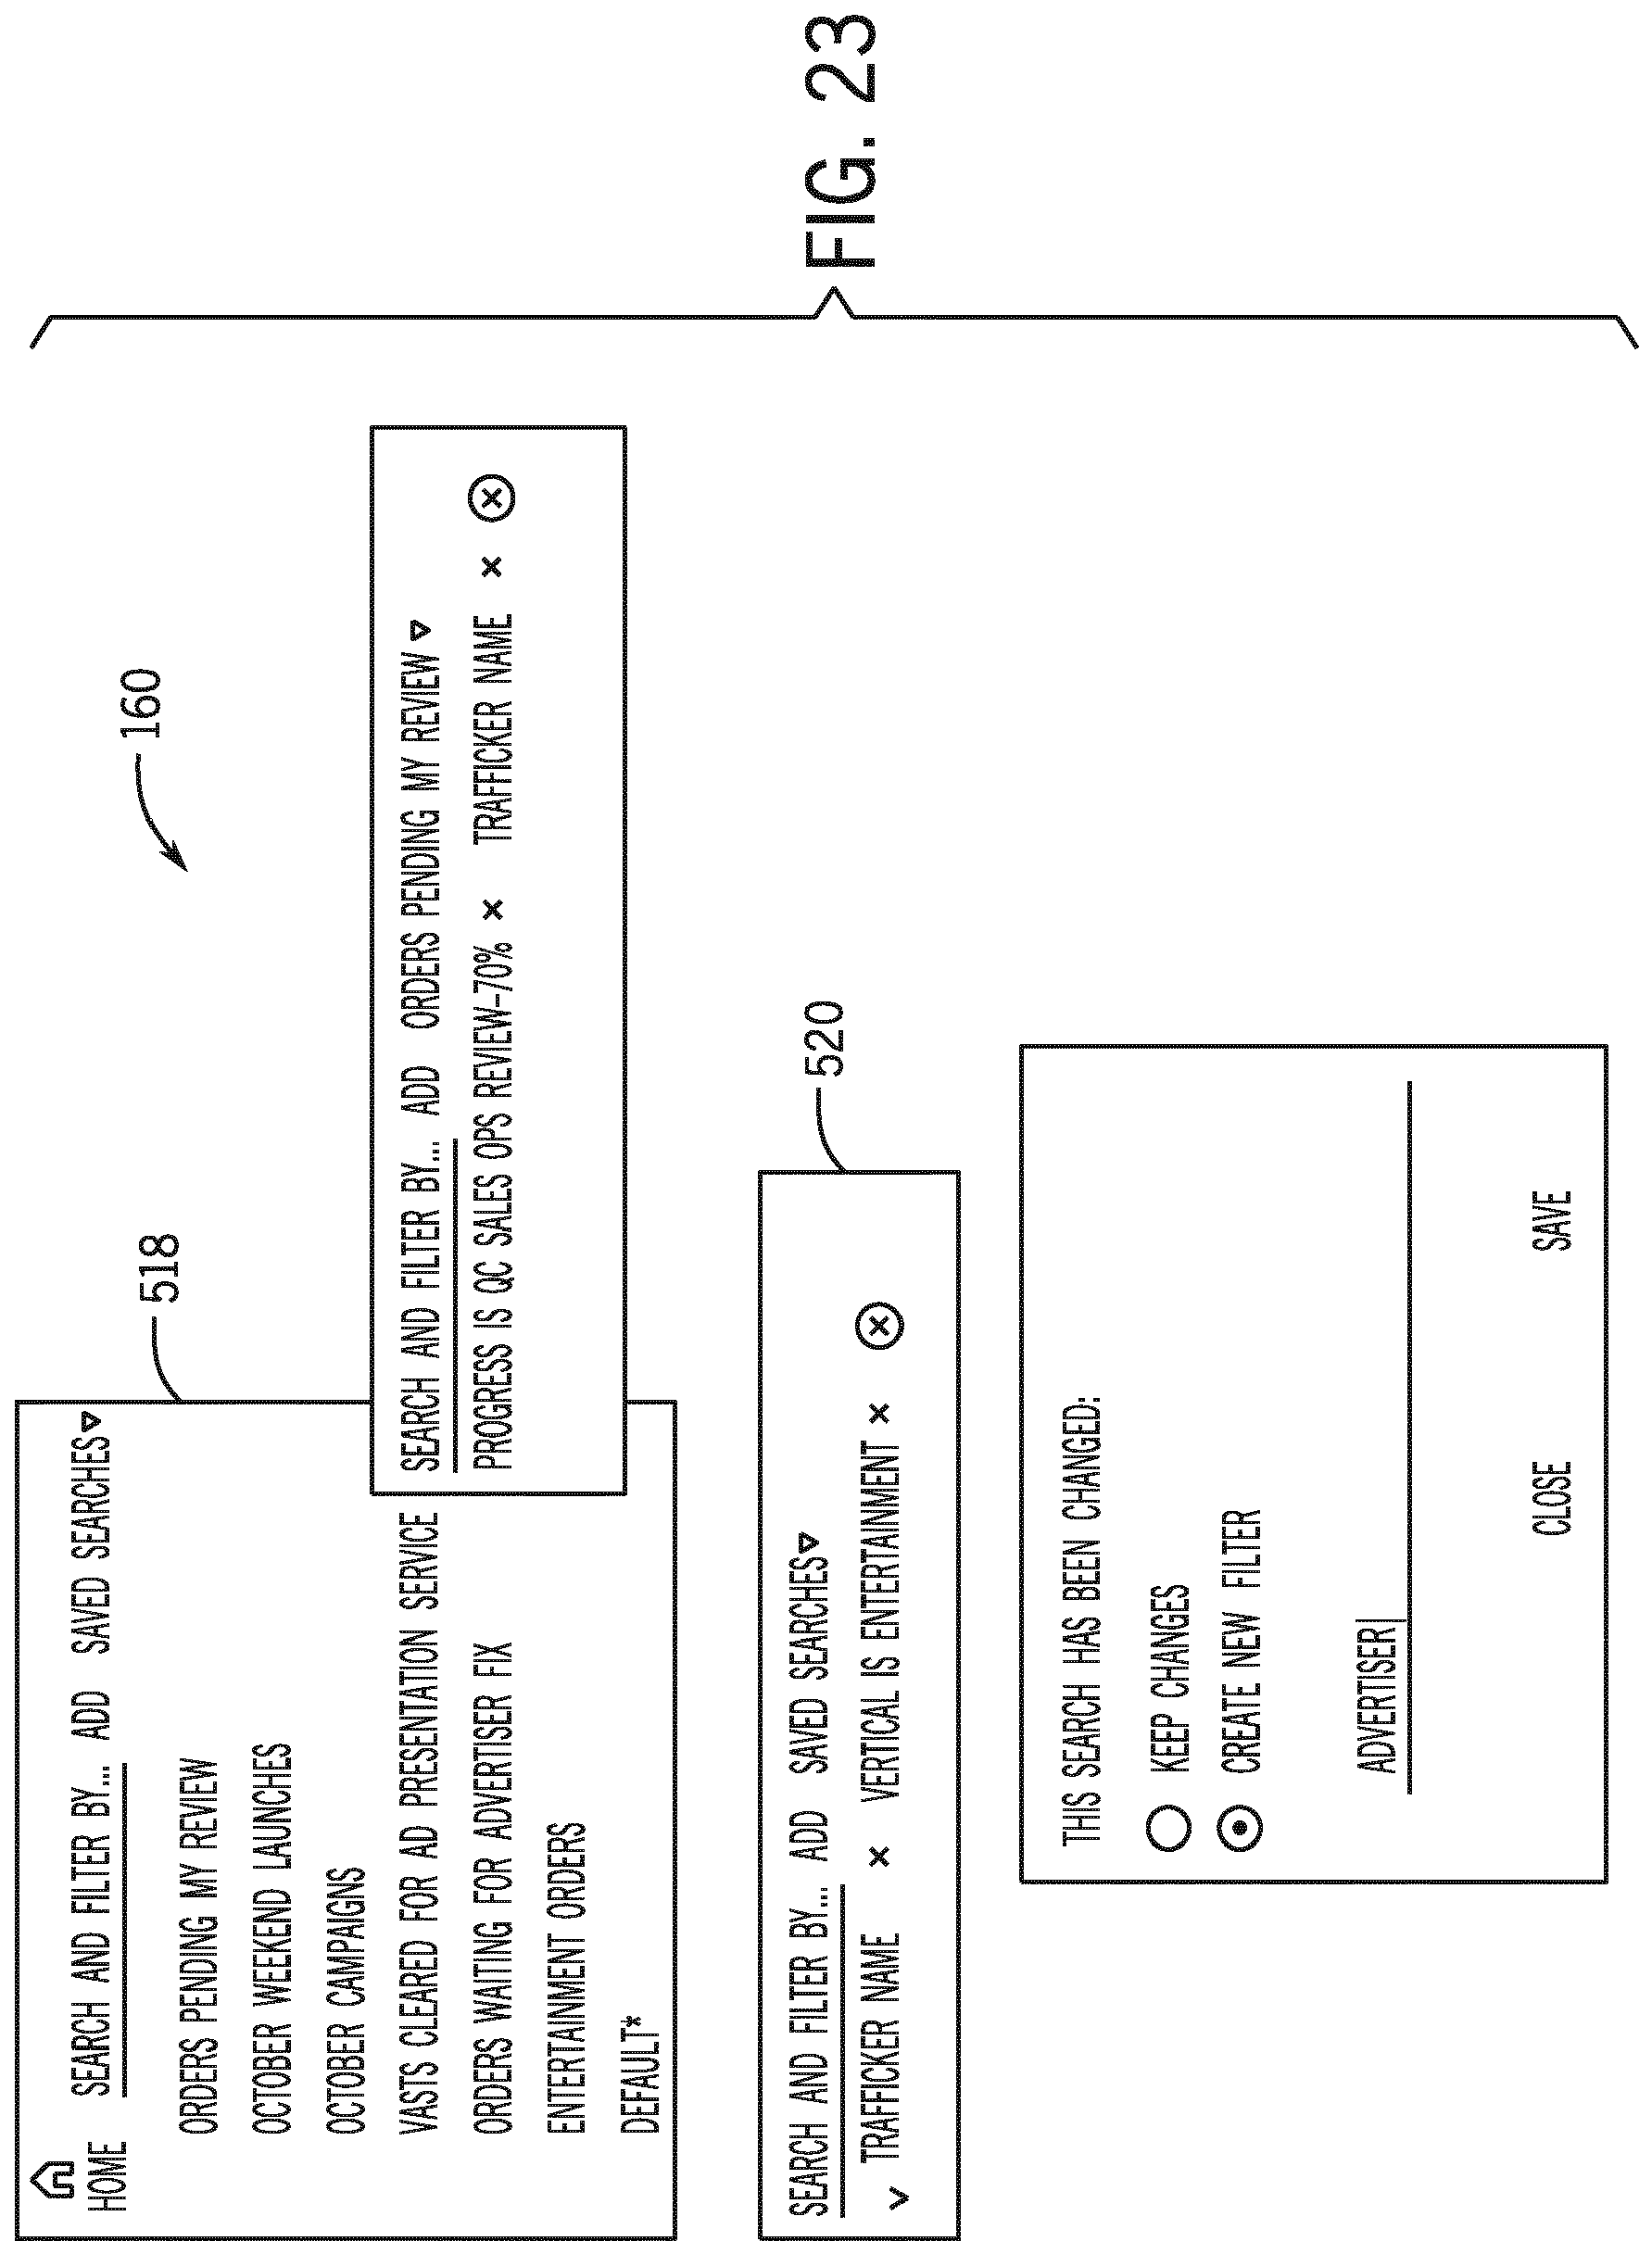 160
518
HOME
SEARCH AND FILTER BY... ADD SAVED SEARCHES
ORDERS PENDING MY REVIEW
OCTOBER WEEKEND LAUNCHES
OCTOBER CAMPAIGNS
VASTS CLEARED FOR AD PRESENTATION SERVICE
ORDERS WAITING FOR ADVERTISER FIX
ENTERTAINMENT ORDERS
DEFAULT*
SEARCH AND FILTER BY... ADD ORDERS PENDING MY REVIEW
PROGRESS IS QC SALES OPS REVIEW-70% × TRAFFICKER NAME × ×
520
SEARCH AND FILTER BY... ADD SAVED SEARCHES
TRAFFICKER NAME × VERTICAL IS ENTERTAINMENT × ×
THIS SEARCH HAS BEEN CHANGED:
KEEP CHANGES
CREATE NEW FILTER
ADVERTISER|
CLOSE SAVE
FIG. 23